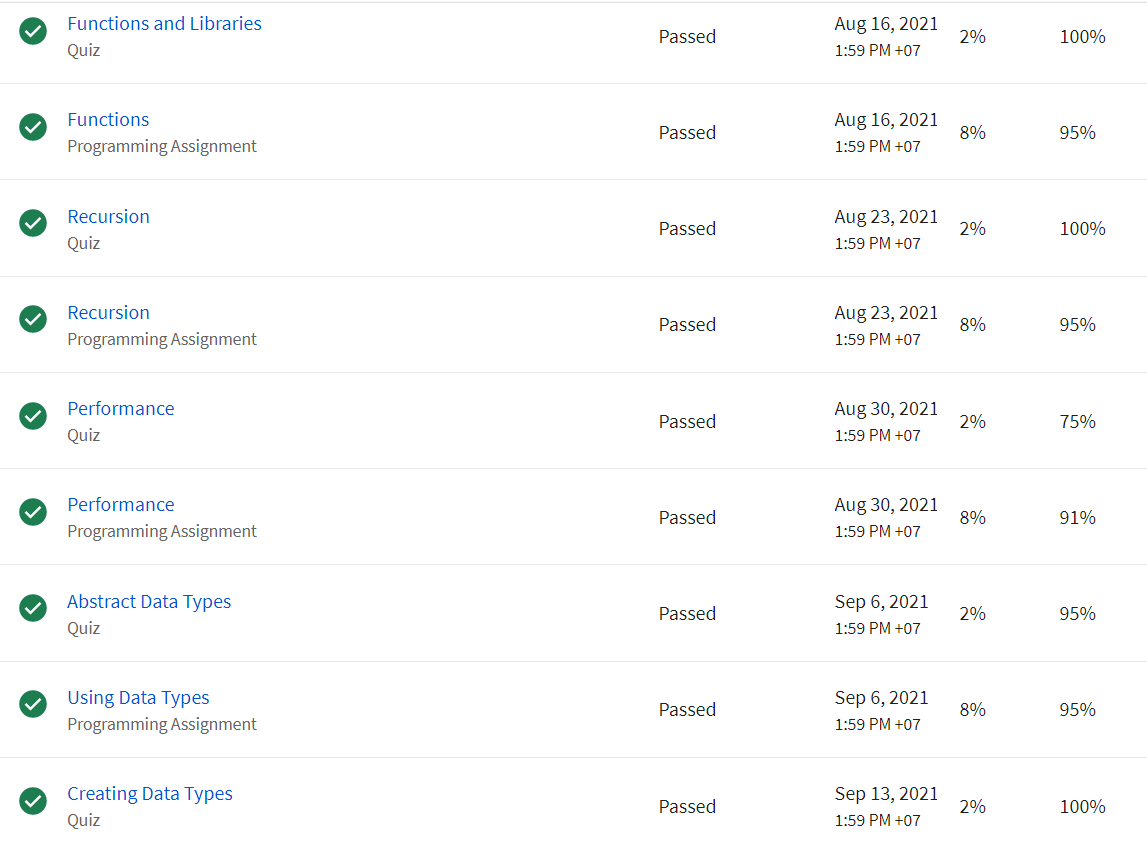 Functions and Libraries
Quiz
Passed
Aug 16, 2021
1:59 PM +07
2%
100%
Functions
Programming Assignment
Passed
Aug 16, 2021
1:59 PM +07
8%
95%
Recursion
Quiz
Passed
Aug 23, 2021
1:59 PM +07
2%
100%
Recursion
Programming Assignment
Passed
Aug 23, 2021
1:59 PM +07
8%
95%
Performance
Quiz
Passed
Aug 30, 2021
1:59 PM +07
2%
75%
Performance
Programming Assignment
Passed
Aug 30, 2021
1:59 PM +07
8%
91%
Abstract Data Types
Quiz
Passed
Sep 6, 2021
1:59 PM +07
2%
95%
Using Data Types
Programming Assignment
Passed
Sep 6, 2021
1:59 PM +07
8%
95%
Creating Data Types
Quiz
Passed
Sep 13, 2021
1:59 PM +07
2%
100%